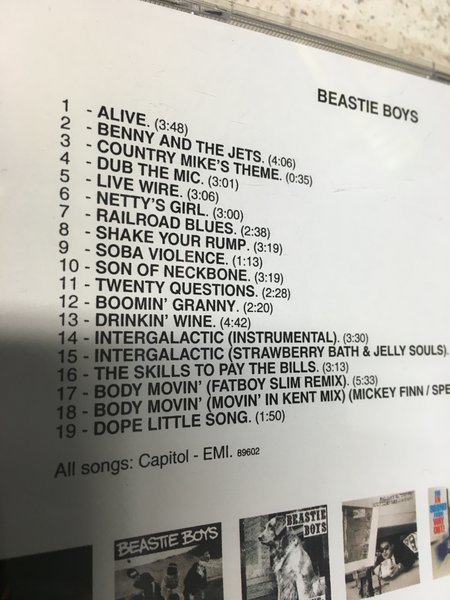 BEASTIE BOYS
1 - ALIVE. (3:48)
2 - BENNY AND THE JETS. (4:06)
3 - COUNTRY MIKE'S THEME. (0:35)
4 - DUB THE MIC. (3:01)
5 - LIVE WIRE. (3:06)
6 - NETTY'S GIRL. (3:00)
7 - RAILROAD BLUES. (2:38)
8 - SHAKE YOUR RUMP. (3:19)
9 - SOBA VIOLENCE. (1:13)
10 - SON OF NECKBONE. (3:19)
11 - TWENTY QUESTIONS. (2:28)
12 - BOOMIN' GRANNY. (2:20)
13 - DRINKIN' WINE. (4:42)
14 - INTERGALACTIC (INSTRUMENTAL). (3:30)
15 - INTERGALACTIC (STRAWBERRY BATH & JELLY SOULS).
16 - THE SKILLS TO PAY THE BILLS. (3:13)
17 - BODY MOVIN' (FATBOY SLIM REMIX). (5:33)
18 - BODY MOVIN' (MOVIN' IN KENT MIX) (MICKEY FINN / SPE
19 - DOPE LITTLE SONG. (1:50)
All songs: Capitol - EMI. 89602
BEASTIE BOYS
BEASTIE
BOYS